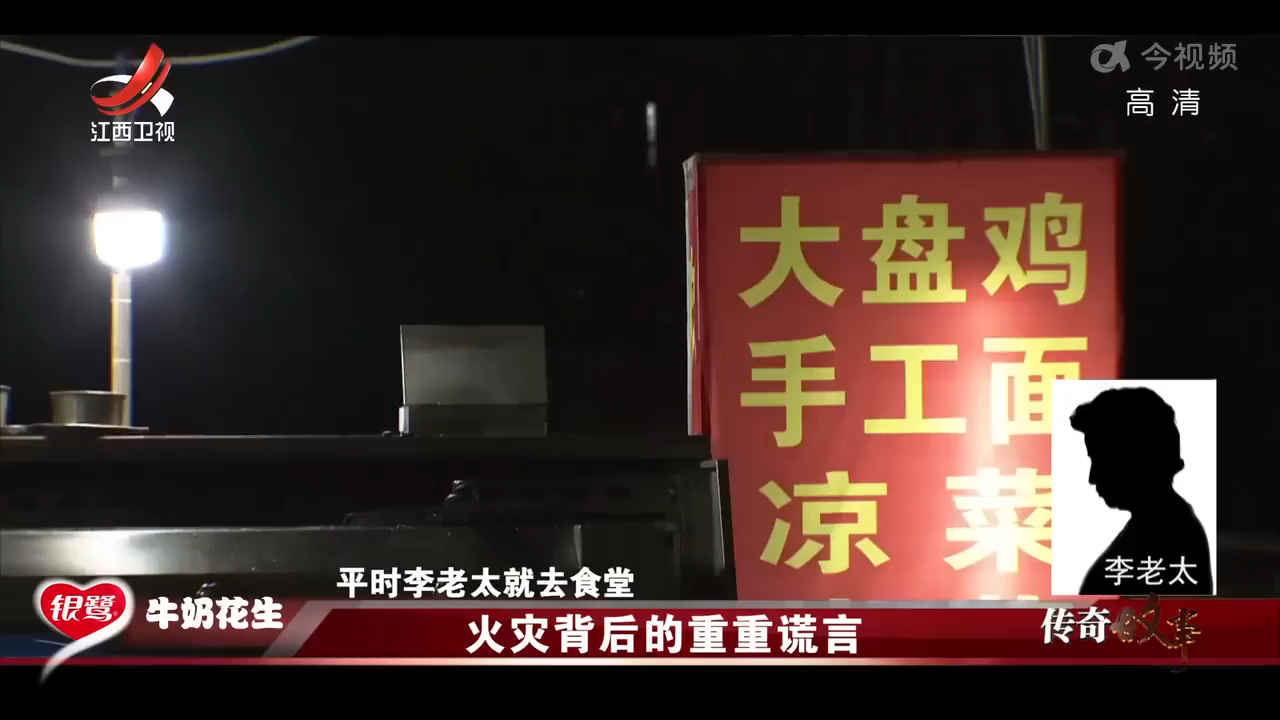 江西卫视
今视频
高清
大盘鸡
手工面
凉菜
李老太
平时李老太就去食堂
火灾背后的重重谎言
银鹭
牛奶花生
传奇故事